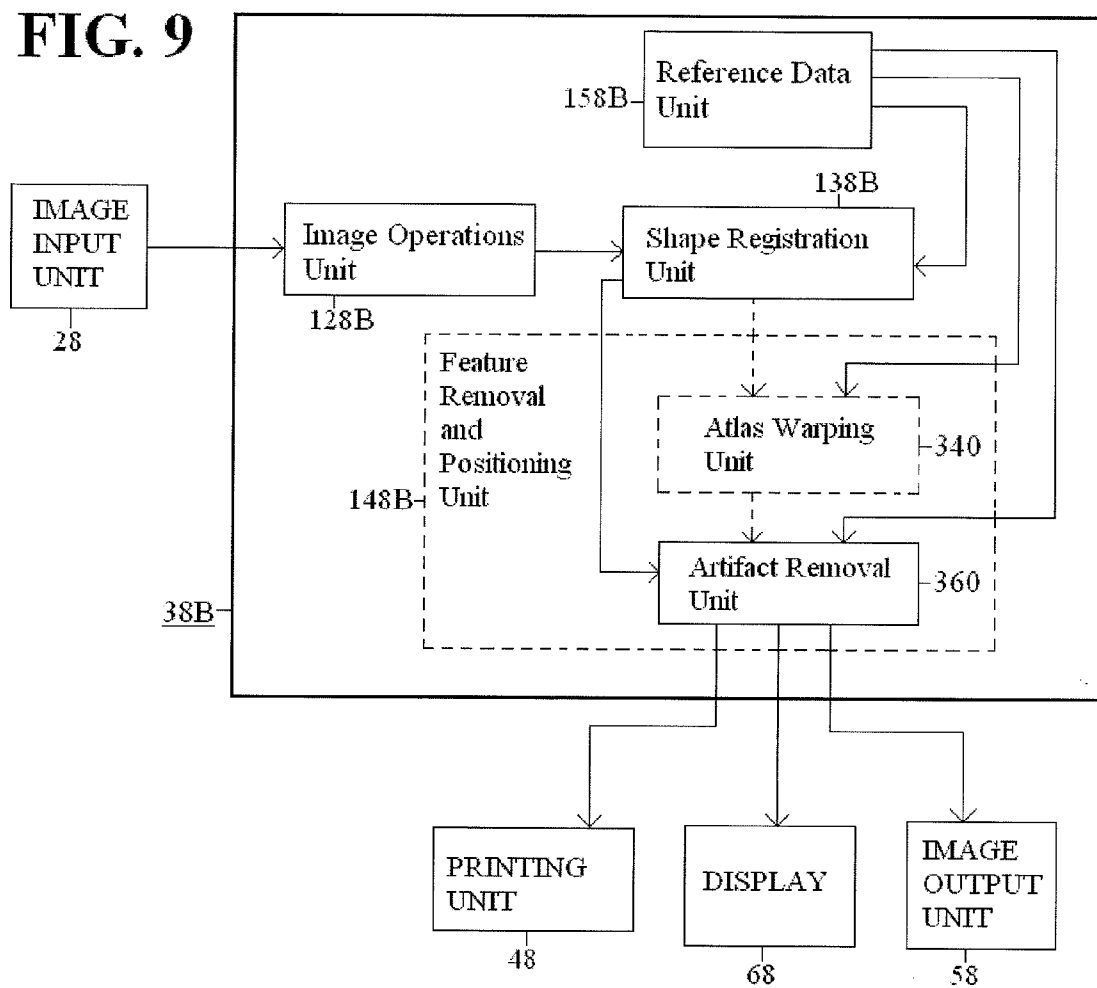 FIG. 9
Reference Data
Unit
158B
138B
IMAGE
INPUT
UNIT
28
Image Operations
Unit
128B
Shape Registration
Unit
Feature
Removal
and
Positioning
Unit
148B
Atlas Warping
Unit
340
Artifact Removal
Unit
360
38B
PRINTING
UNIT
48
DISPLAY
68
IMAGE
OUTPUT
UNIT
58